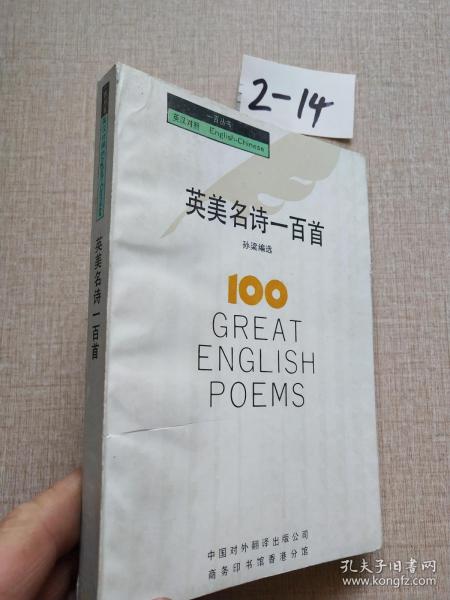 2-14
一百丛书
英汉对照 English-Chinese
英美名诗一百首
孙梁编选
100
GREAT
ENGLISH
POEMS
中国对外翻译出版公司
商务印书馆香港分馆
英美名诗一百首
孔夫子旧书网
kongfz.com